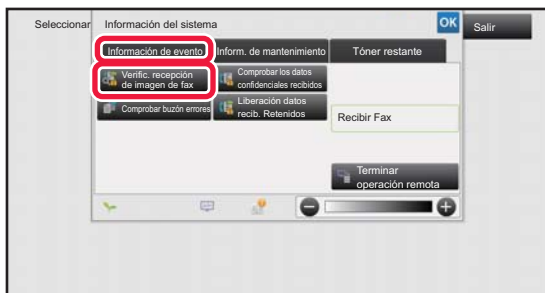 Seleccionar
Información del sistema
OK
Salir
Información de evento
Inform. de mantenimiento
Tóner restante
Verific. recepción
de imagen de fax
Comprobar los datos
confidenciales recibidos
Comprobar buzón errores
Liberación datos
recib. Retenidos
Recibir Fax
Terminar
operación remota